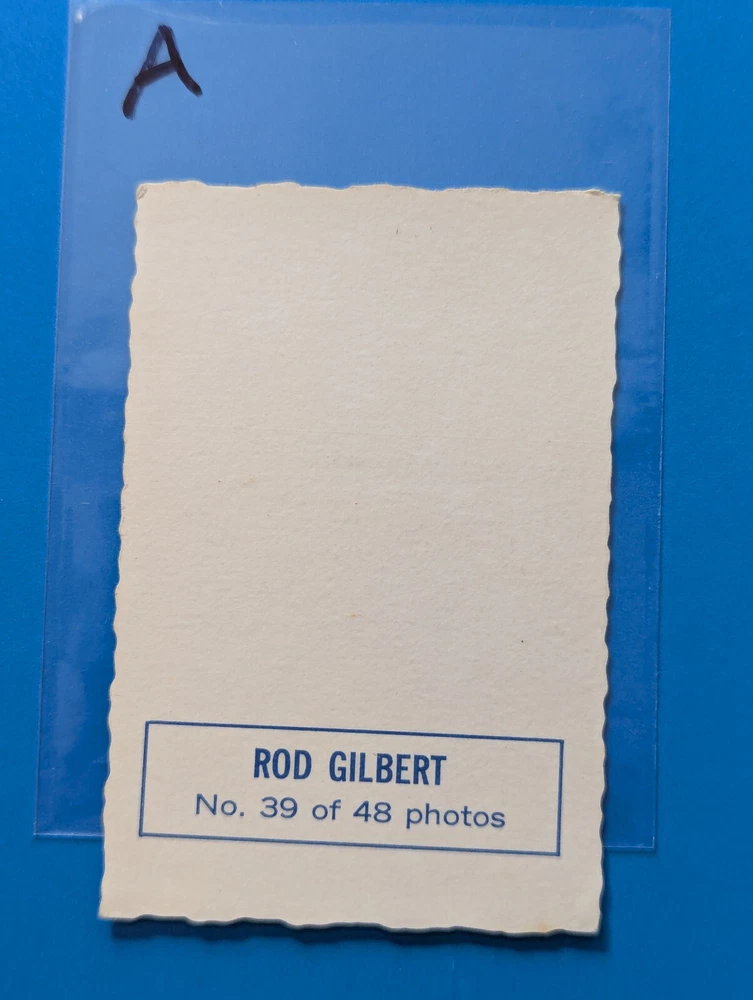 A
ROD GILBERT
No. 39 of 48 photos